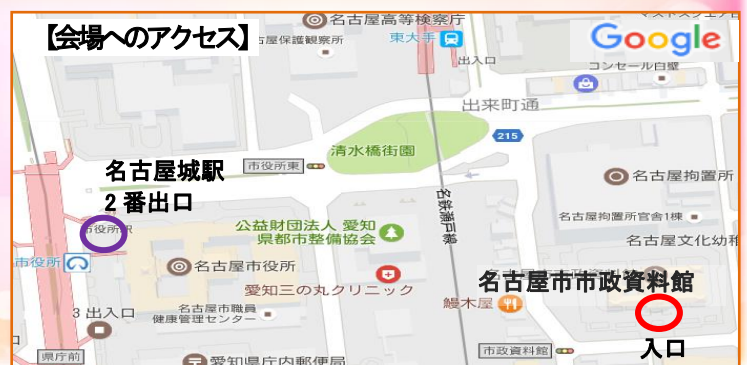 【会場へのアクセス】
名古屋高等検察庁
名古屋保護観察所
東大手
Google
出入口
コンセール白壁
出来町通
215
清水橋街園
市役所東
名古屋城駅
2番出口
名古屋拘置所
名鉄瀬戸線
名古屋拘置所官舎1棟
公益財団法人 愛知
県都市整備協会
名古屋文化幼稚
市役所駅
市役所
名古屋市役所
愛知三の丸クリニック
名古屋市市政資料館
鰻木屋
3 出入口
名古屋市職員
健康管理センター
入口
県庁前
愛知県庁内郵便局
市政資料館